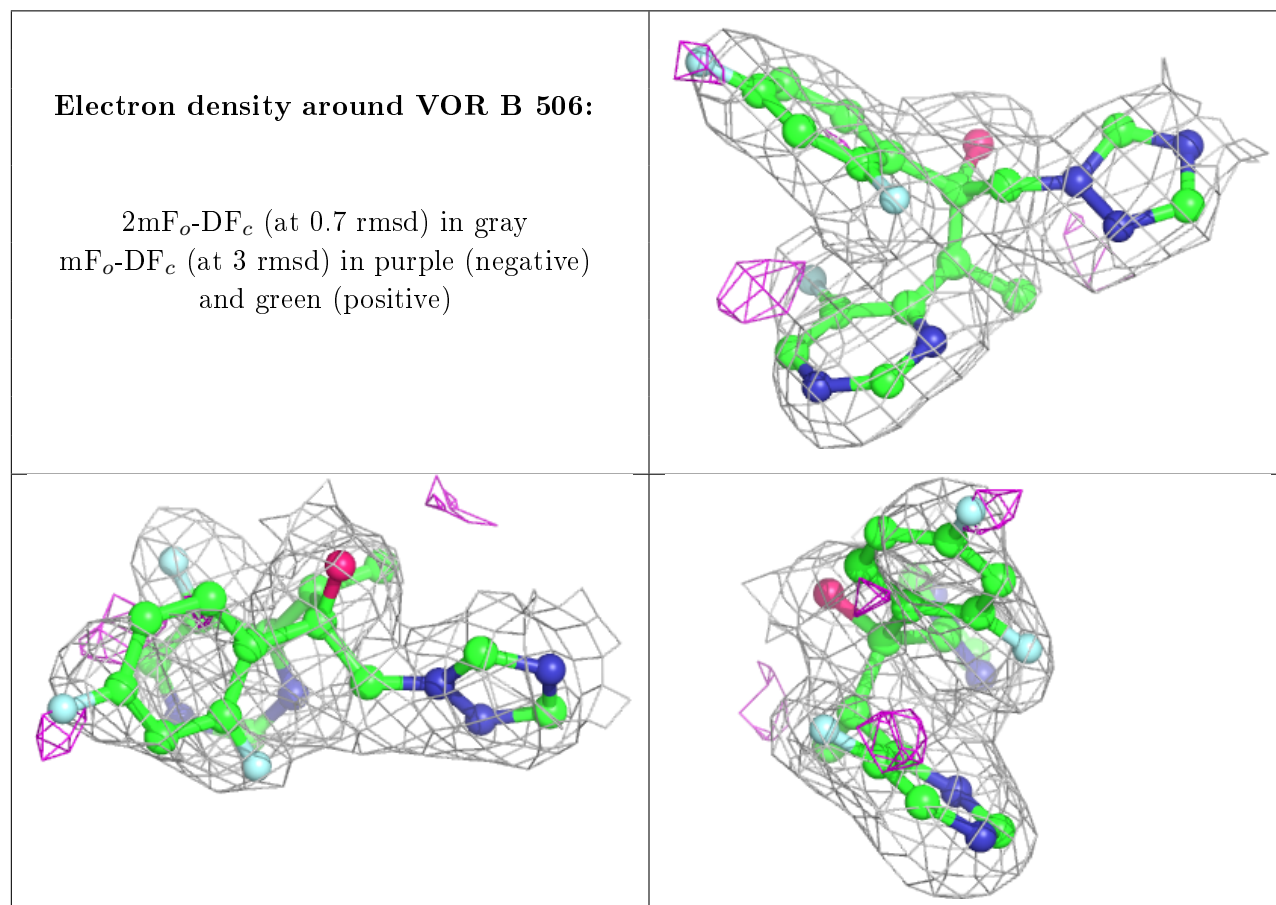 Electron density around VOR B 506:
2mFₒ-DF𝒸 (at 0.7 rmsd) in gray
mFₒ-DF𝒸 (at 3 rmsd) in purple (negative)
and green (positive)